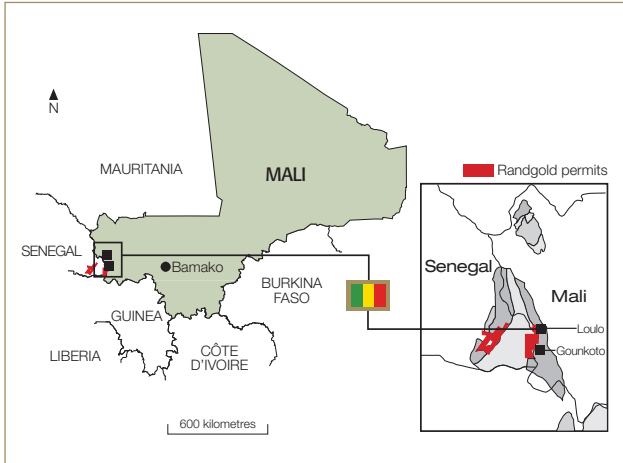 N
MAURITANIA
MALI
Randgold permits
SENEGAL
Bamako
BURKINA
FASO
GUINEA
LIBERIA
CÔTE
D'IVOIRE
600 kilometres
Senegal
Mali
Loulo
Gounkoto